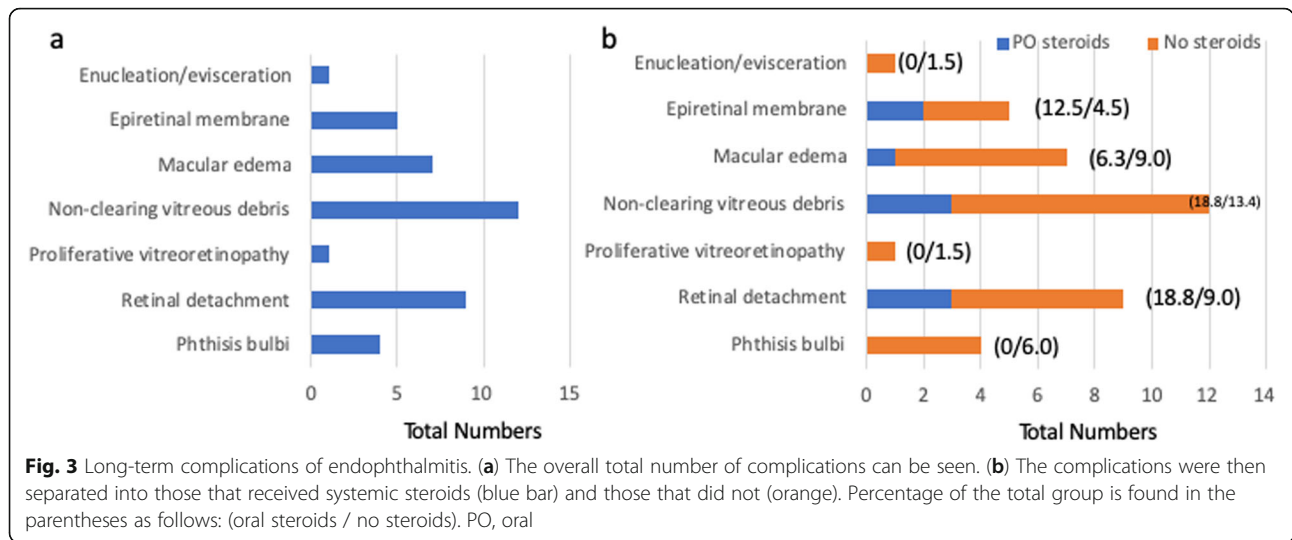 a
Enucleation/evisceration
Epiretinal membrane
Macular edema
Non-clearing vitreous debris
Proliferative vitreoretinopathy
Retinal detachment
Phthisis bulbi
0 5 10 15
Total Numbers
b
PO steroids No steroids
Enucleation/evisceration (0/1.5)
Epiretinal membrane (12.5/4.5)
Macular edema (6.3/9.0)
Non-clearing vitreous debris (18.8/13.4)
Proliferative vitreoretinopathy (0/1.5)
Retinal detachment (18.8/9.0)
Phthisis bulbi (0/6.0)
0 2 4 6 8 10 12 14
Total Numbers
Fig. 3 Long-term complications of endophthalmitis. (a) The overall total number of complications can be seen. (b) The complications were then
separated into those that received systemic steroids (blue bar) and those that did not (orange). Percentage of the total group is found in the
parentheses as follows: (oral steroids / no steroids). PO, oral